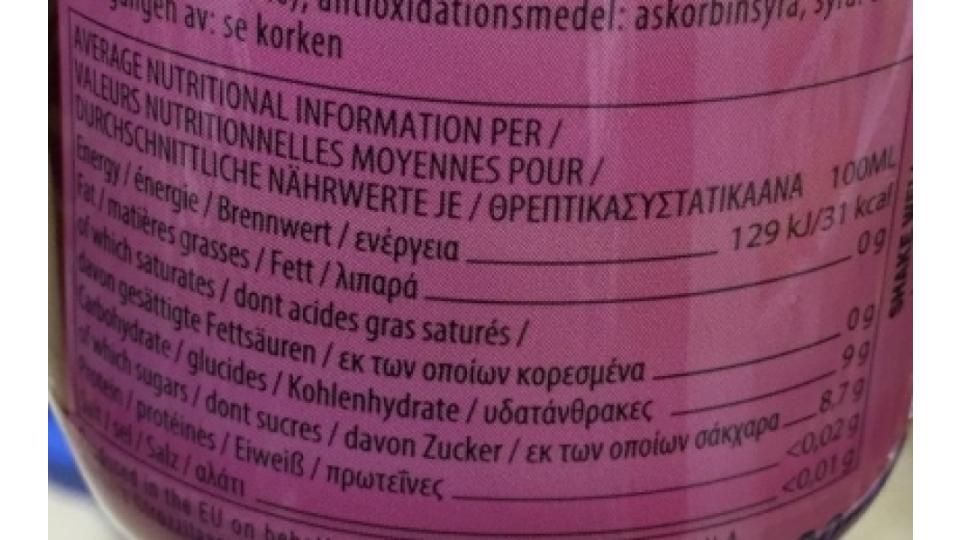 antioxidationsmedel: askorbinsyra,
av: se korken
AVERAGE NUTRITIONAL INFORMATION PER /
VALEURS NUTRITIONNELLES MOYENNES POUR /
DURCHSCHNITTLICHE NÄHRWERTE JE / ΘΡΕΠΤΙΚΑΣΥΣΤΑΤΙΚΑΑΝΑ 100ML
Energy / énergie / Brennwert / ενέργεια 129 kJ/31 kcal
Fat / matières grasses / Fett / λιπαρά 0 g
of which saturates / dont acides gras saturés /
davon gesättigte Fettsäuren / εκ των οποίων κορεσμένα 0 g
Carbohydrate / glucides / Kohlenhydrate / υδατάνθρακες 9 g
of which sugars / dont sucres / davon Zucker / εκ των οποίων σάκχαρα 8,7 g
Protein / protéines / Eiweiß / πρωτεΐνες <0,02 g
Salt / sel / Salz / αλάτι <0,01 g
in the EU on
SHAKE